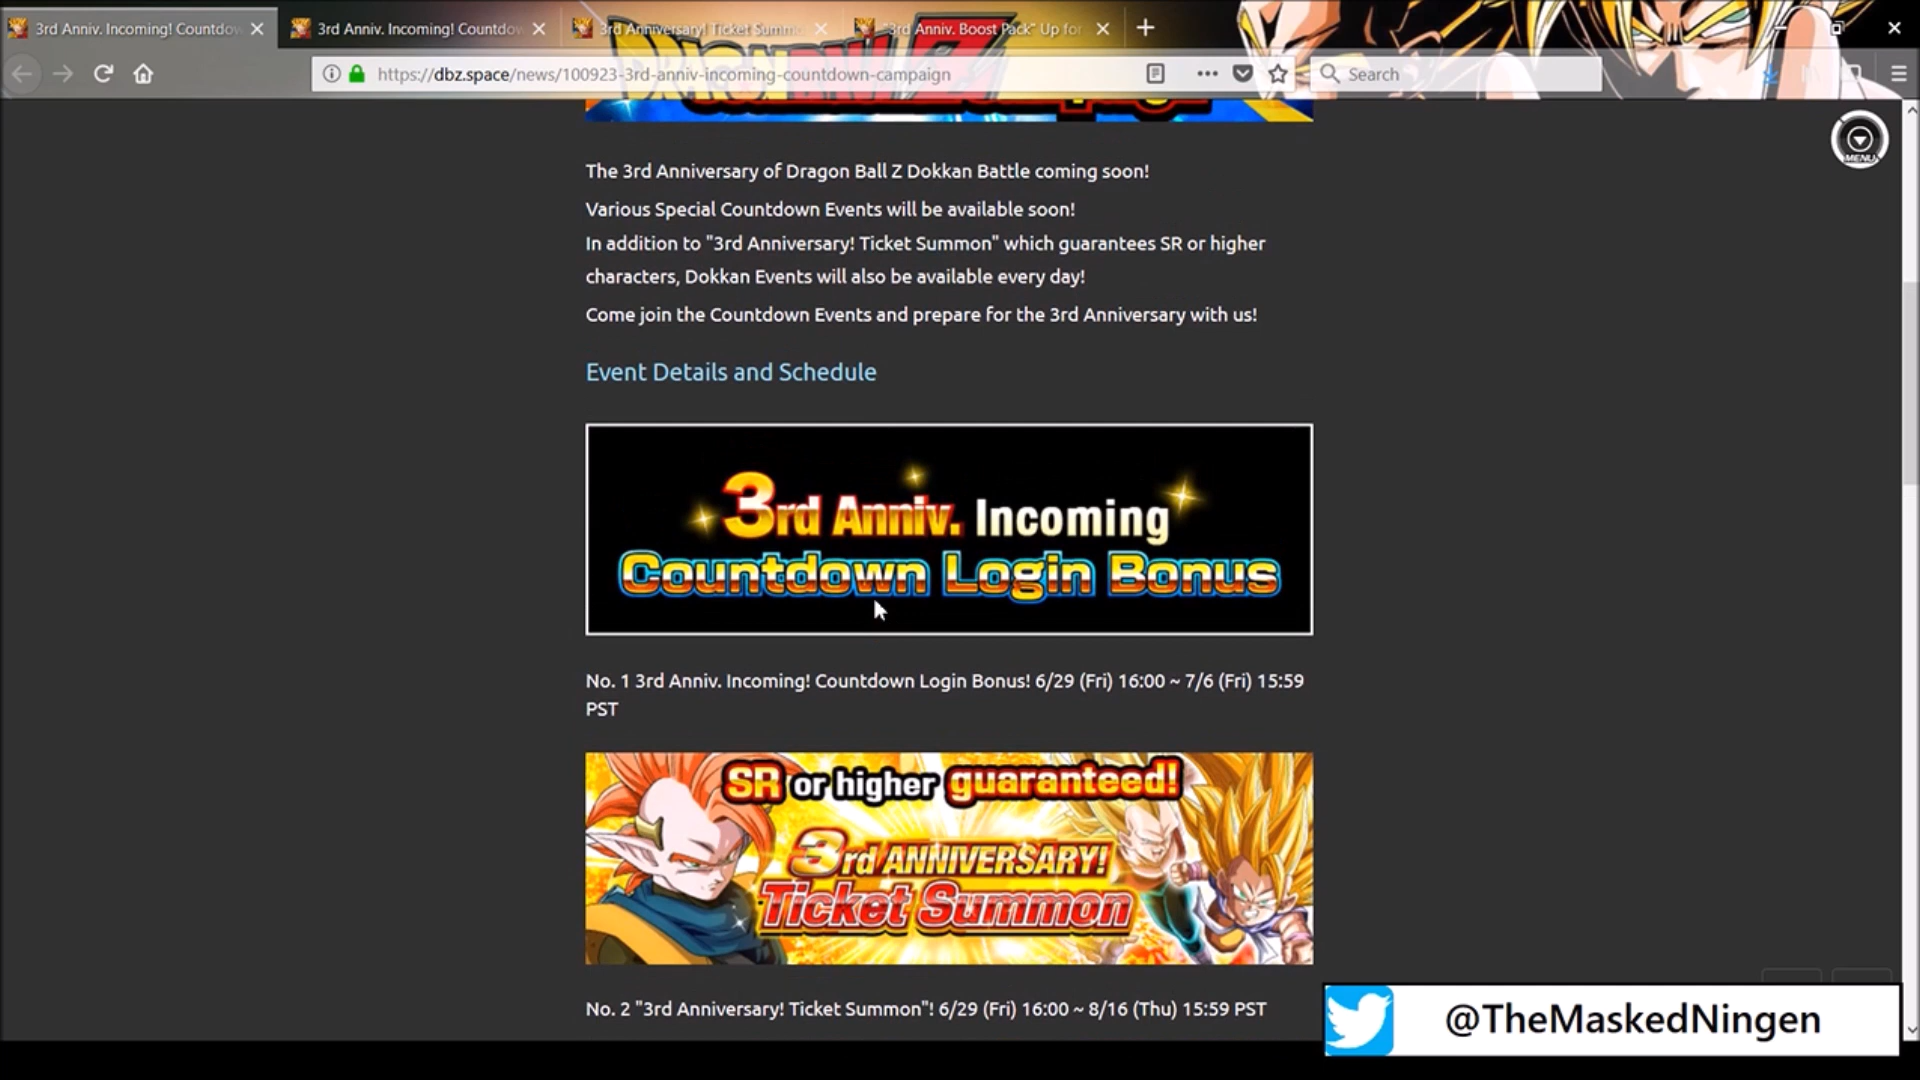 3rd Anniv. Incoming! Countdow
3rd Anniv. Incoming! Countdo
3rd Anniversary! Ticket Summo
"3rd Anniv. Boost Pack" Up for
https://dbz.space/news/100923-3rd-anniv-incoming-countdown-campaign
Search
MENU
The 3rd Anniversary of Dragon Ball Z Dokkan Battle coming soon!
Various Special Countdown Events will be available soon!
In addition to "3rd Anniversary! Ticket Summon" which guarantees SR or higher
characters, Dokkan Events will also be available every day!
Come join the Countdown Events and prepare for the 3rd Anniversary with us!
Event Details and Schedule
3rd Anniv. Incoming
Countdown Login Bonus
No. 1 3rd Anniv. Incoming! Countdown Login Bonus! 6/29 (Fri) 16:00 ~ 7/6 (Fri) 15:59
PST
SR or higher guaranteed!
3rd ANNIVERSARY!
Ticket Summon
No. 2 "3rd Anniversary! Ticket Summon"! 6/29 (Fri) 16:00 ~ 8/16 (Thu) 15:59 PST
@TheMaskedNingen